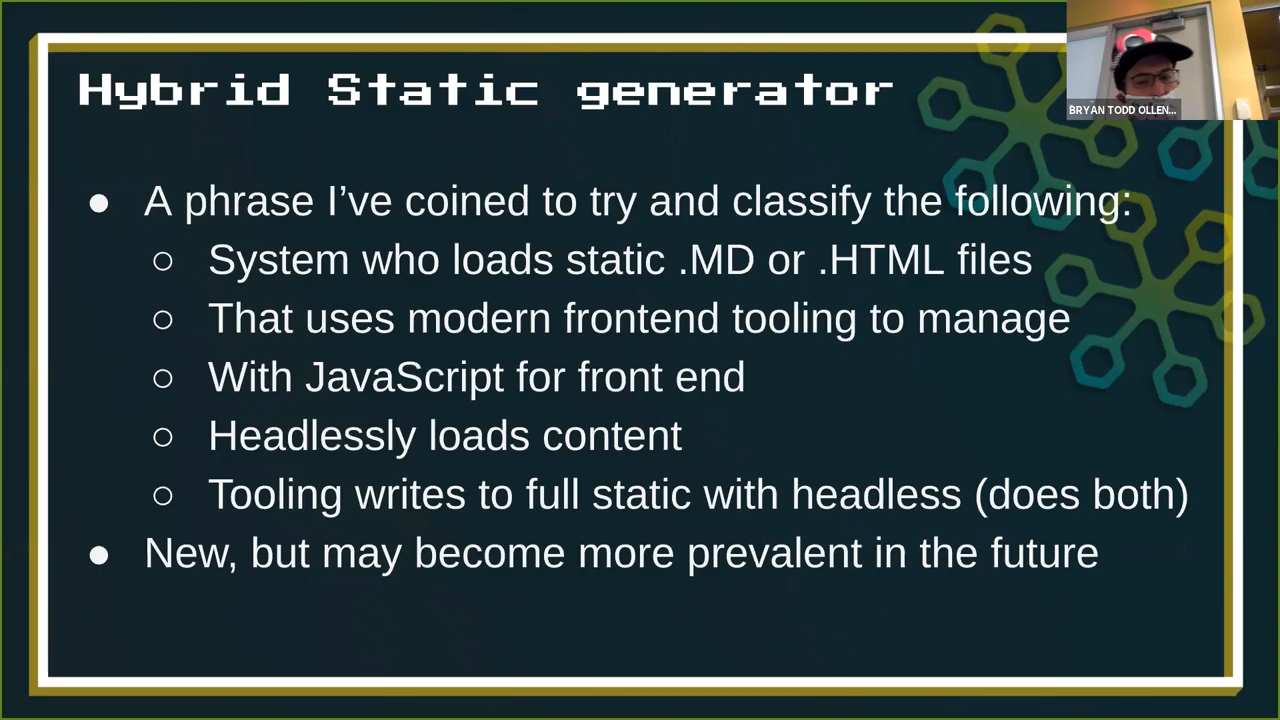 Hybrid Static generator
BRYAN TODD OLLEN...
● A phrase I’ve coined to try and classify the following:
○ System who loads static .MD or .HTML files
○ That uses modern frontend tooling to manage
○ With JavaScript for front end
○ Headlessly loads content
○ Tooling writes to full static with headless (does both)
● New, but may become more prevalent in the future